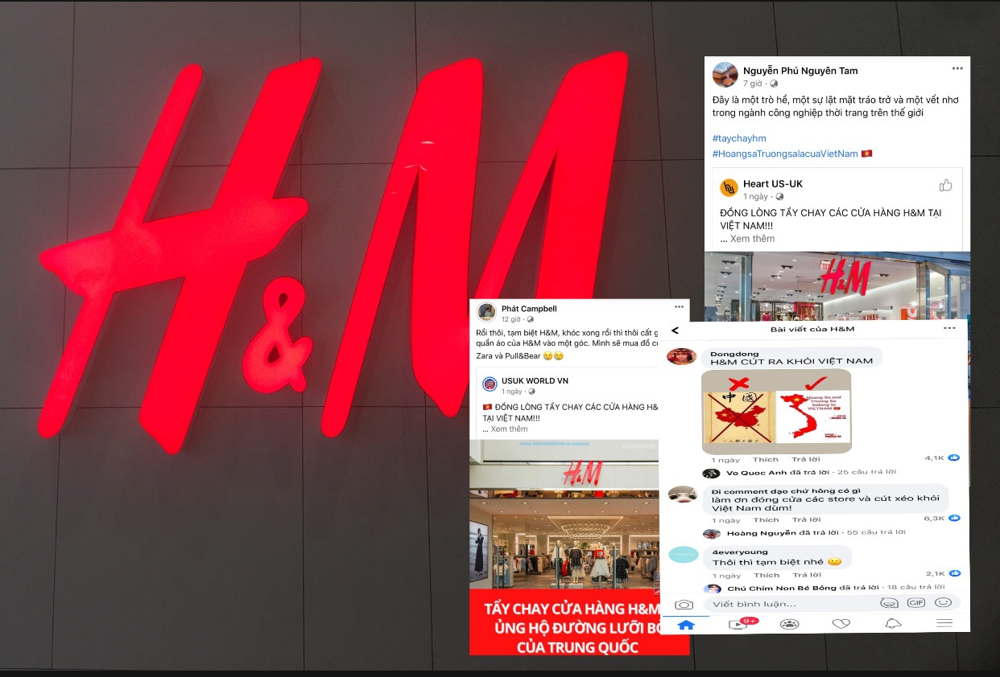 H&M
Nguyễn Phú Nguyên Tam
7 giờ
Đây là một trò hề, một sự lật mặt tráo trở và một vết nhơ
trong ngành công nghiệp thời trang trên thế giới
#taychayhm
#HoangsaTruongsalacuaVietNam
Heart US-UK
1 ngày
ĐỒNG LÒNG TẨY CHAY CÁC CỬA HÀNG H&M TẠI
VIỆT NAM!!!
... Xem thêm
H&M
Phát Campbell
12 giờ
Rồi thôi, tạm biệt H&M, khóc xong rồi thì thôi cất
quần áo của H&M vào một góc. Mình sẽ mua đồ
Zara và Pull&Bear 😢😢
USUK WORLD VN
1 ngày
🇻🇳 ĐỒNG LÒNG TẨY CHAY CÁC CỬA HÀNG H&
TẠI VIỆT NAM!!!
... Xem thêm
H&M
TẨY CHAY CỬA HÀNG H&M
ỦNG HỘ ĐƯỜNG LƯỠI BÒ
CỦA TRUNG QUỐC
Bài viết của H&M
Dongdong
H&M CÚT RA KHỎI VIỆT NAM
中國
Hoang Sa and
Truong Sa
belong to
VIETNAM
1 ngày Thích Trả lời 4,1K
Vo Quoc Anh đã trả lời · 25 câu trả lời
Đi comment dạo chứ hông có gì
làm ơn đóng cửa các store và cút xéo khỏi
Việt Nam dùm!
1 ngày Thích Trả lời 6,3K
Hoàng Nguyễn đã trả lời · 55 câu trả lời
4everyoung
Thôi thì tạm biệt nhé 🙂
1 ngày Thích Trả lời 2,1K
Chú Chim Non Bé Bỏng đã trả lời · 18 câu trả lời
Viết bình luận...
GIF
9+